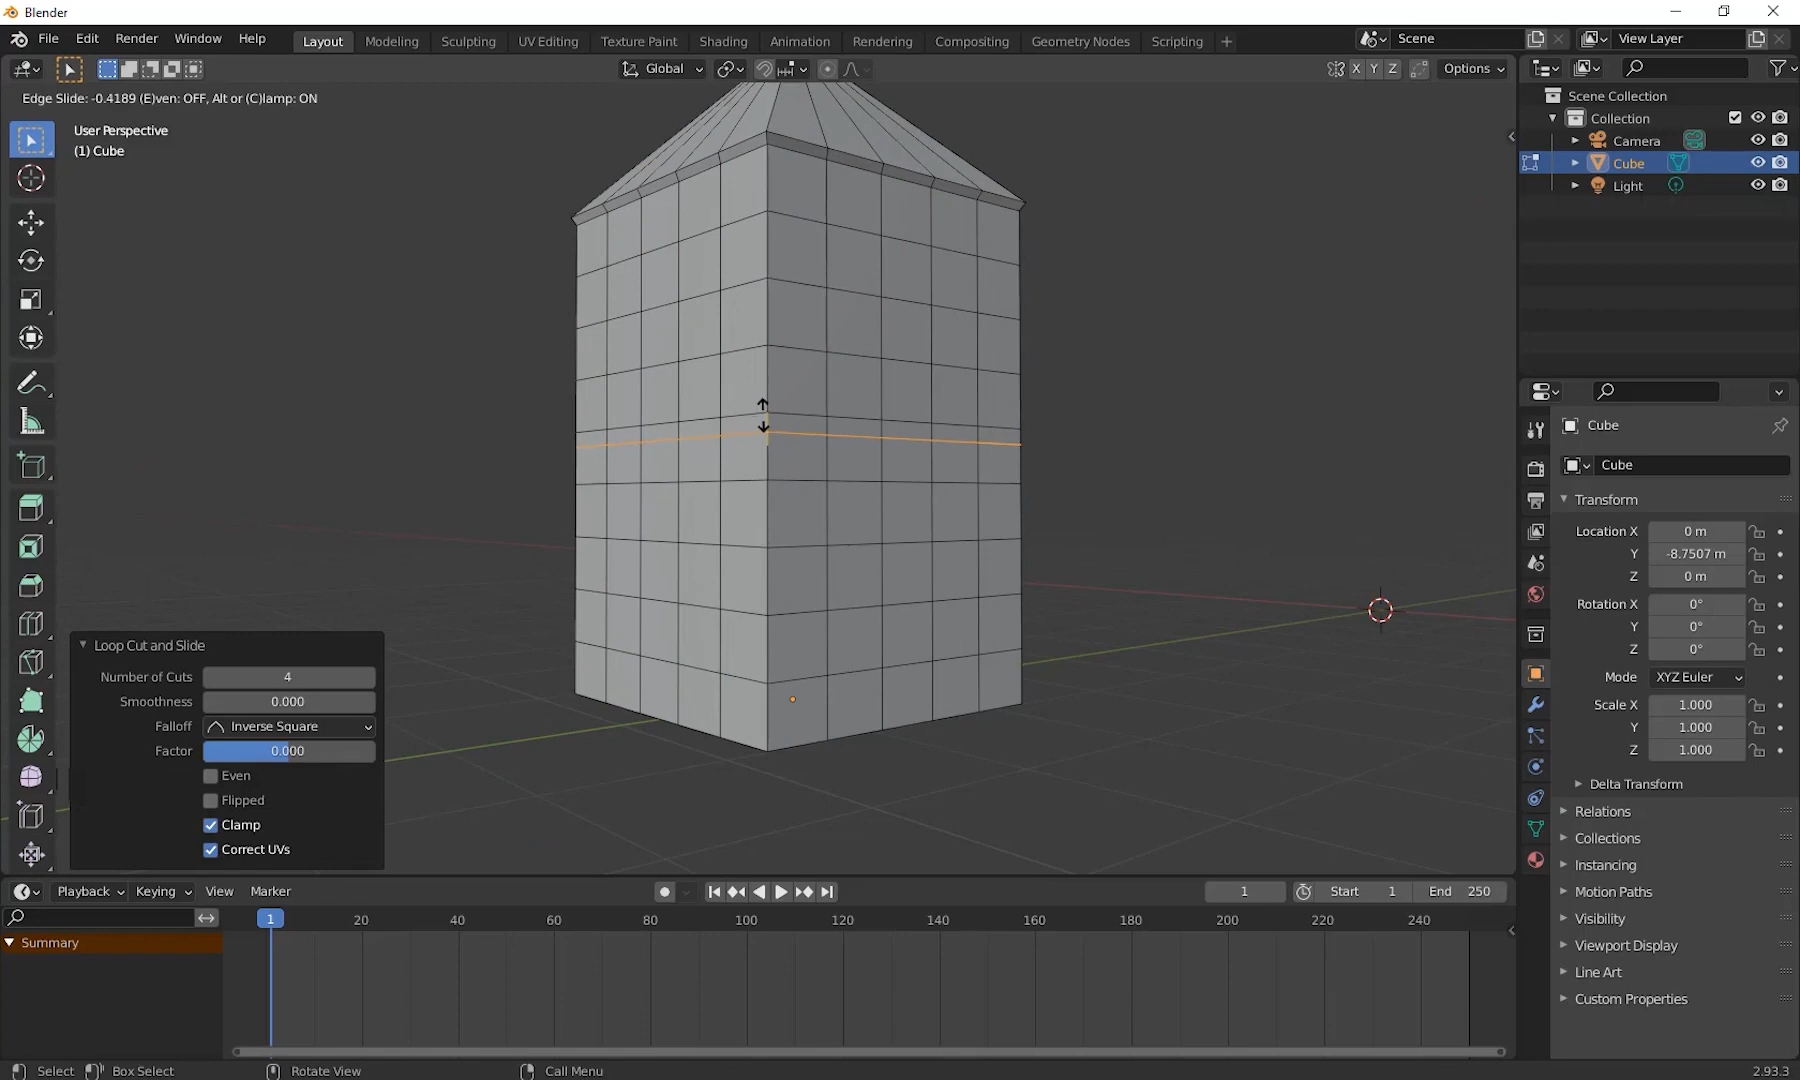 Blender
File Edit Render Window Help
Layout Modeling Sculpting UV Editing Texture Paint Shading Animation Rendering Compositing Geometry Nodes Scripting +
Scene
View Layer
Global
X Y Z
Options
Edge Slide: -0.4189 (E)ven: OFF, Alt or (C)lamp: ON
User Perspective
(1) Cube
Scene Collection
Collection
Camera
Cube
Light
Cube
Cube
Transform
Location X 0 m
Y -8.7507 m
Z 0 m
Rotation X 0°
Y 0°
Z 0°
Mode XYZ Euler
Scale X 1.000
Y 1.000
Z 1.000
Delta Transform
Relations
Collections
Instancing
Motion Paths
Visibility
Viewport Display
Line Art
Custom Properties
Loop Cut and Slide
Number of Cuts 4
Smoothness 0.000
Falloff Inverse Square
Factor 0.000
Even
Flipped
Clamp
Correct UVs
Playback Keying View Marker
1 Start 1 End 250
1 20 40 60 80 100 120 140 160 180 200 220 240
Summary
Select Box Select Rotate View Call Menu 2.93.3